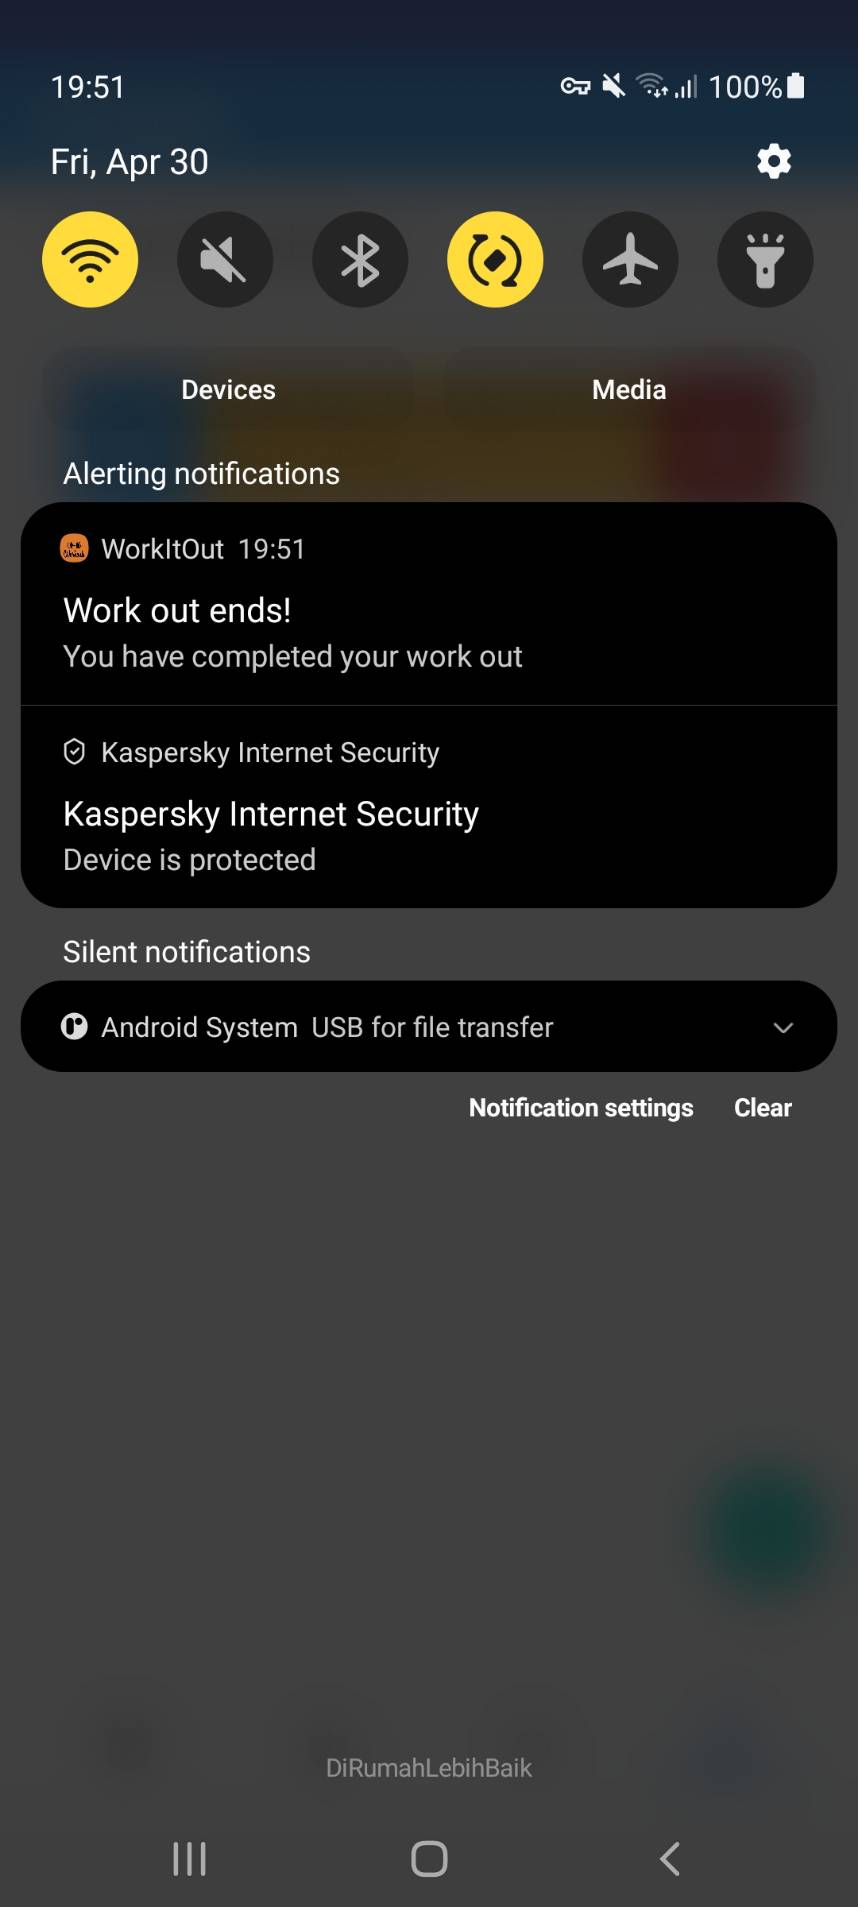 19:51 100%
Fri, Apr 30
Devices Media
Alerting notifications
WorkItOut 19:51
Work out ends!
You have completed your work out
Kaspersky Internet Security
Kaspersky Internet Security
Device is protected
Silent notifications
Android System USB for file transfer
Notification settings Clear
DiRumahLebihBaik